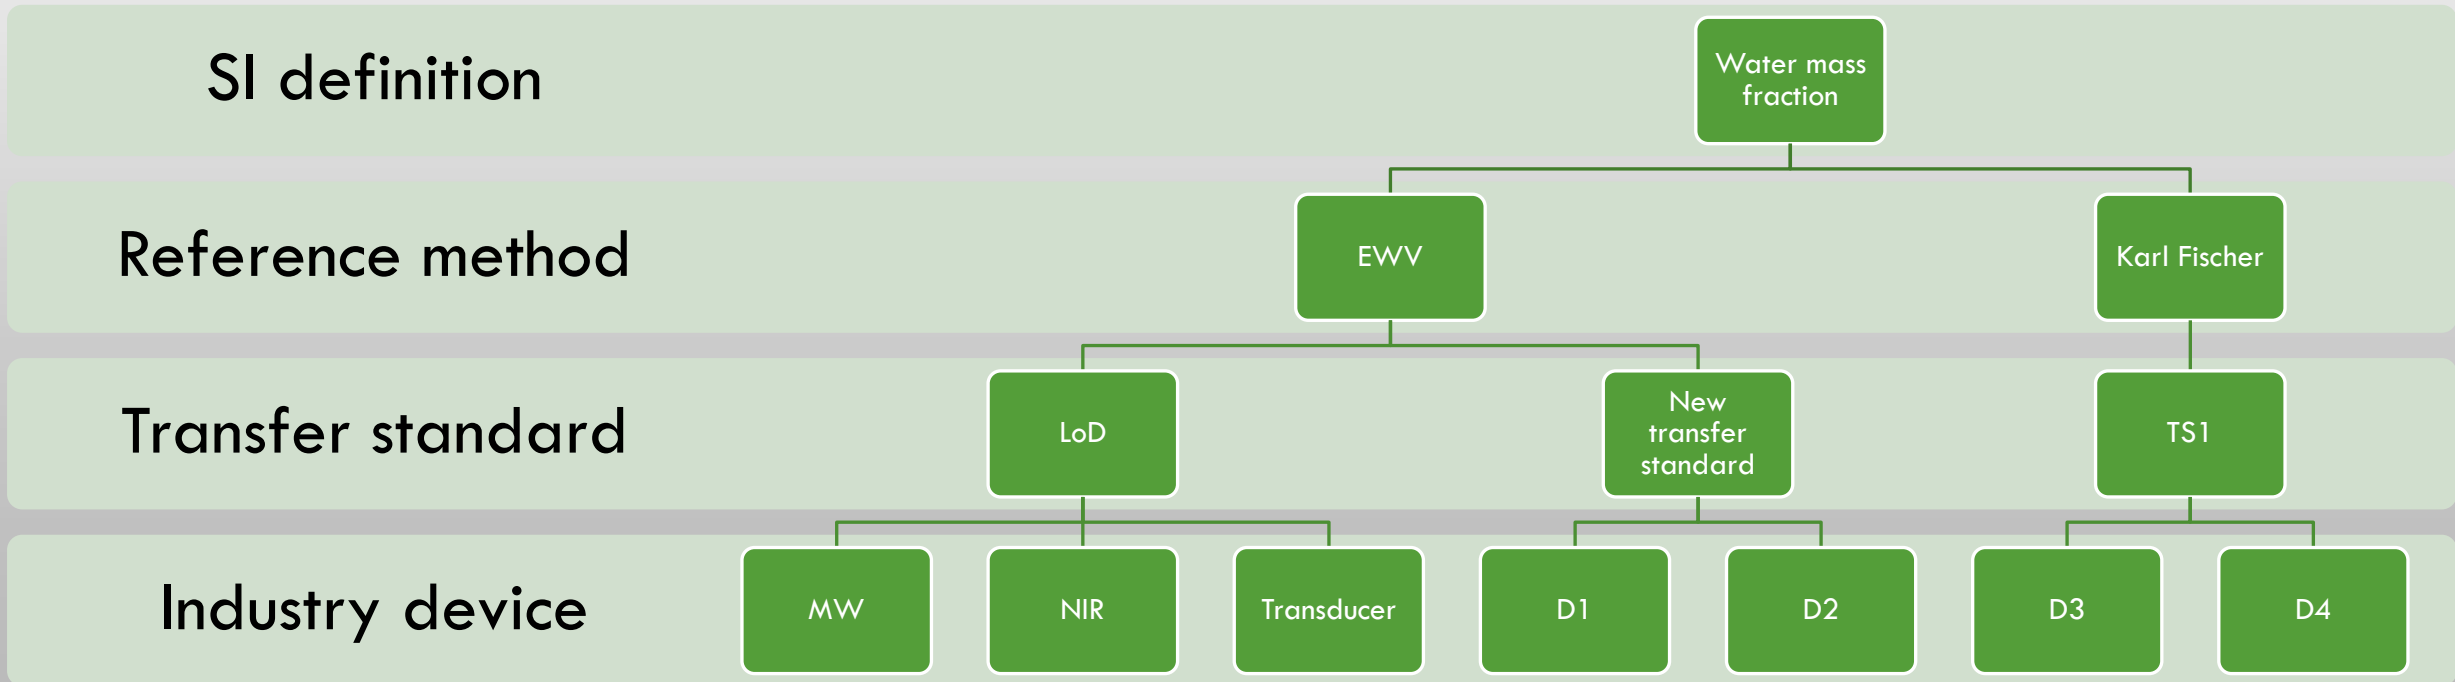 SI definition
Water mass
fraction
Reference method
EWV
Karl Fischer
Transfer standard
LoD
New
transfer
standard
TS1
Industry device
MW
NIR
Transducer
D1
D2
D3
D4